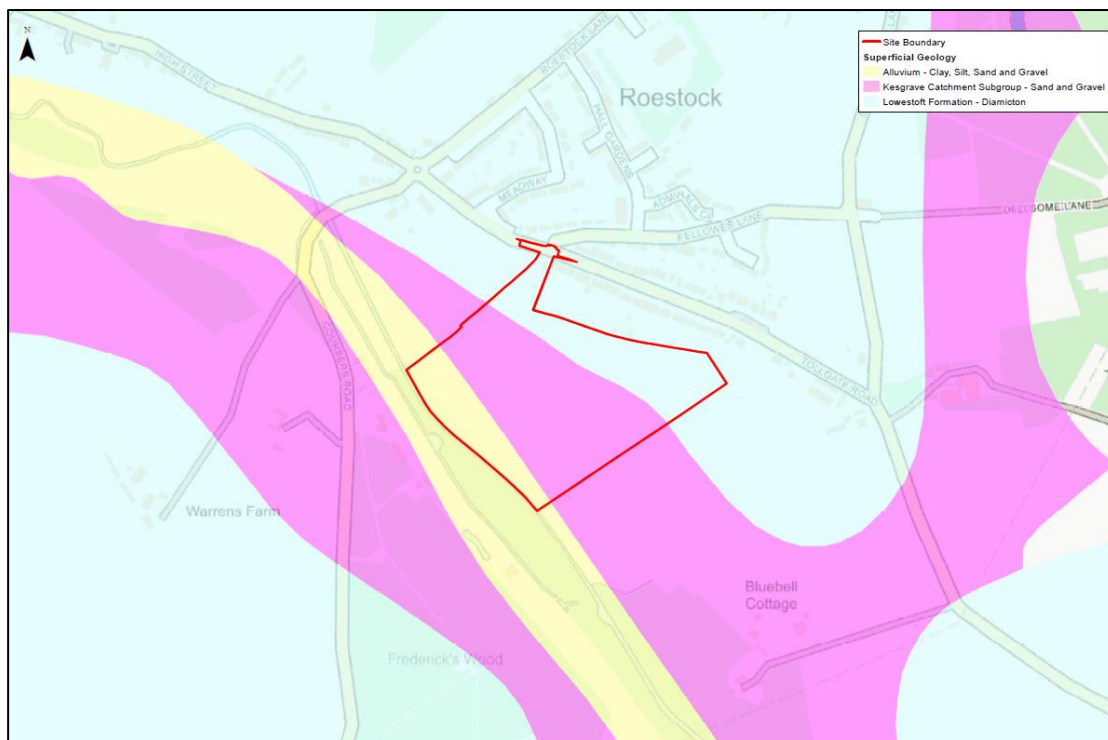 N
Site Boundary
Superficial Geology
Alluvium - Clay, Silt, Sand and Gravel
Kesgrave Catchment Subgroup - Sand and Gravel
Lowestoft Formation - Diamicton
HIGH STREET
ROESTOCK LANE
Roestock
HALL GARDENS
MEADWAY
ADMIRALS C
FELLOWES LANE
DELLSOME LANE
COURSERS ROAD
TOLLGATE ROAD
Warrens Farm
Bluebell
Cottage
Frederick's Wood